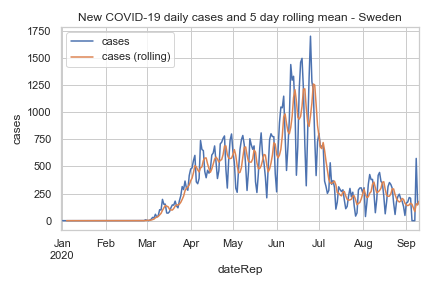 New COVID-19 daily cases and 5 day rolling mean - Sweden
cases
cases (rolling)
1750
1500
1250
1000
750
500
250
0
cases
Jan Feb Mar Apr May Jun Jul Aug Sep
2020
dateRep